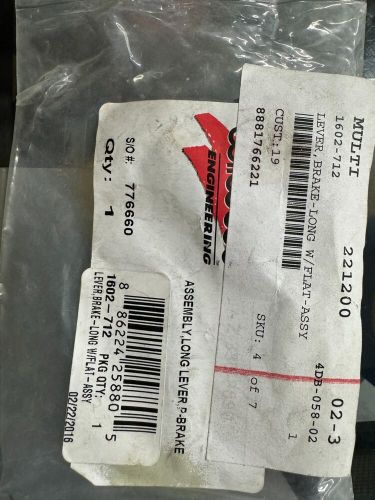 MULTI 221200 02-3
1602-712 4DB-058-02
LEVER,BRAKE-LONG W/FLAT-ASSY 1
CUST:19 SKU: 4 of 7
8881766221
ENGINEERING
ASSEMBLY,LONG LEVER,P-BRAKE
SIO#: 776660
Qty: 1
8 86224 25880 5
1602-712 PKG QTY: 1
LEVER,BRAKE-LONG W/FLAT-ASSY
02/22/2016